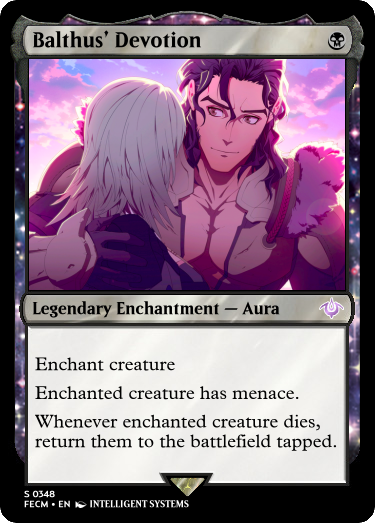 Balthus' Devotion
Legendary Enchantment — Aura
Enchant creature
Enchanted creature has menace.
Whenever enchanted creature dies,
return them to the battlefield tapped.
S 0348
FECM • EN INTELLIGENT SYSTEMS